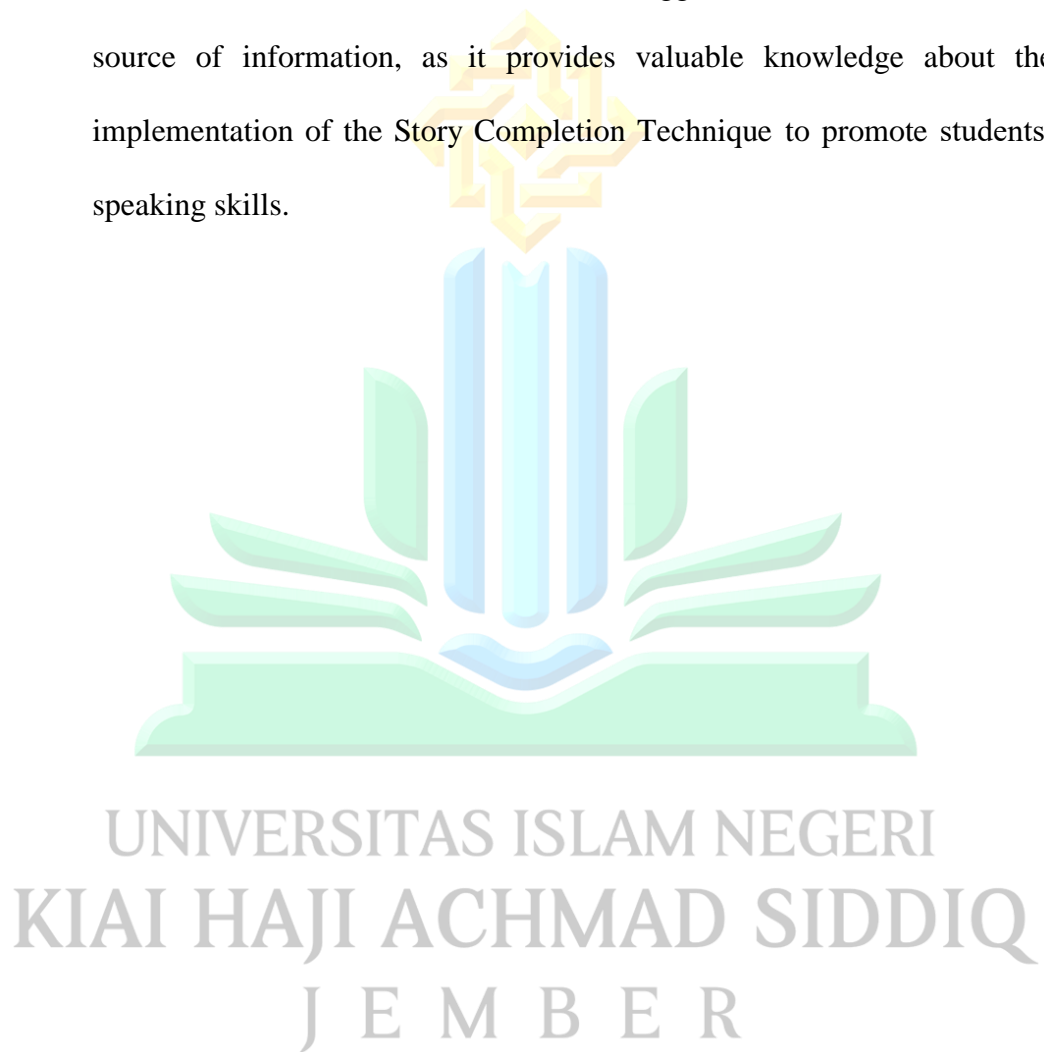 source of information, as it provides valuable knowledge about the
implementation of the Story Completion Technique to promote students
speaking skills.
UNIVERSITAS ISLAM NEGERI
KIAI HAJI ACHMAD SIDDIQ
JEMBER